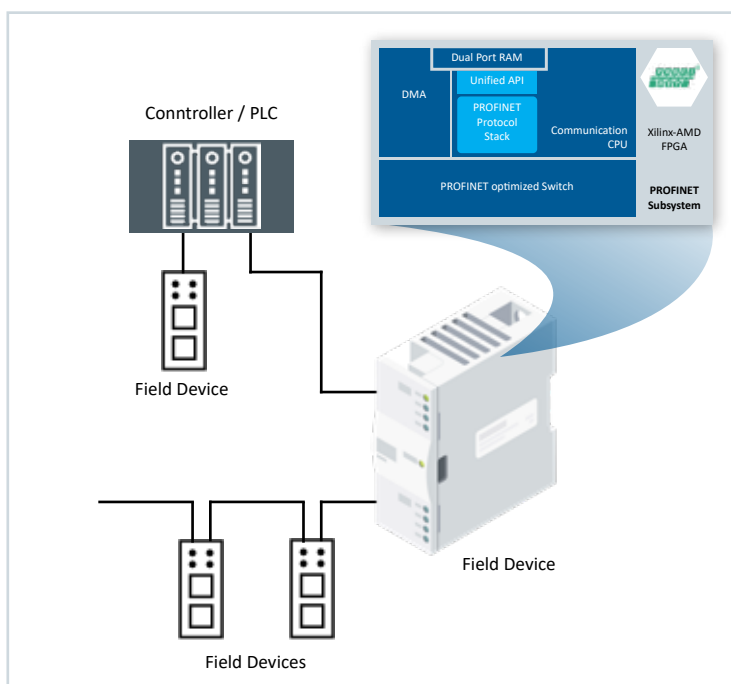 Dual Port RAM
Unified API
DMA
PROFINET
Protocol
Stack
Communication
CPU
PROFINET optimized Switch
Xilinx-AMD
FPGA
PROFINET
Subsystem
Conntroller / PLC
Field Device
Field Device
Field Devices